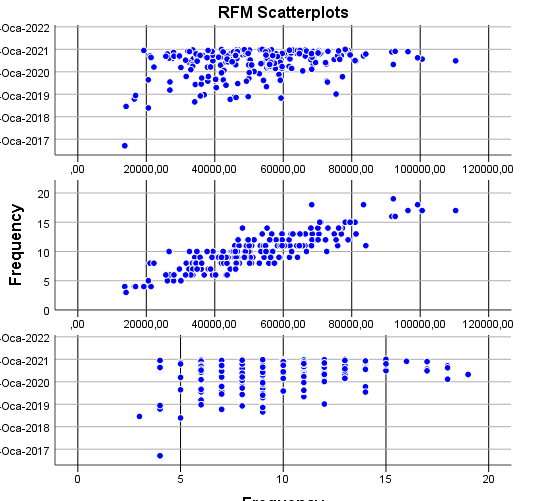 RFM Scatterplots
-Oca-2022
-Oca-2021
-Oca-2020
-Oca-2019
-Oca-2018
-Oca-2017
,00 20000,00 40000,00 60000,00 80000,00 100000,00 120000,00
Frequency
20
15
10
5
0
,00 20000,00 40000,00 60000,00 80000,00 100000,00 120000,00
-Oca-2022
-Oca-2021
-Oca-2020
-Oca-2019
-Oca-2018
-Oca-2017
0 5 10 15 20
Frequency